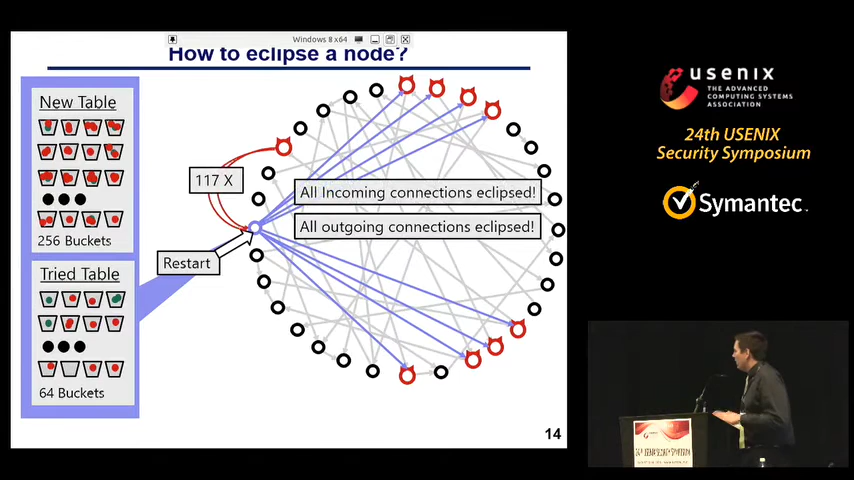 Windows 8 x64
How to eclipse a node?
New Table
256 Buckets
Tried Table
64 Buckets
117 X
Restart
All Incoming connections eclipsed!
All outgoing connections eclipsed!
14
usenix
THE ADVANCED
COMPUTING SYSTEMS
ASSOCIATION
24th USENIX
Security Symposium
Symantec.